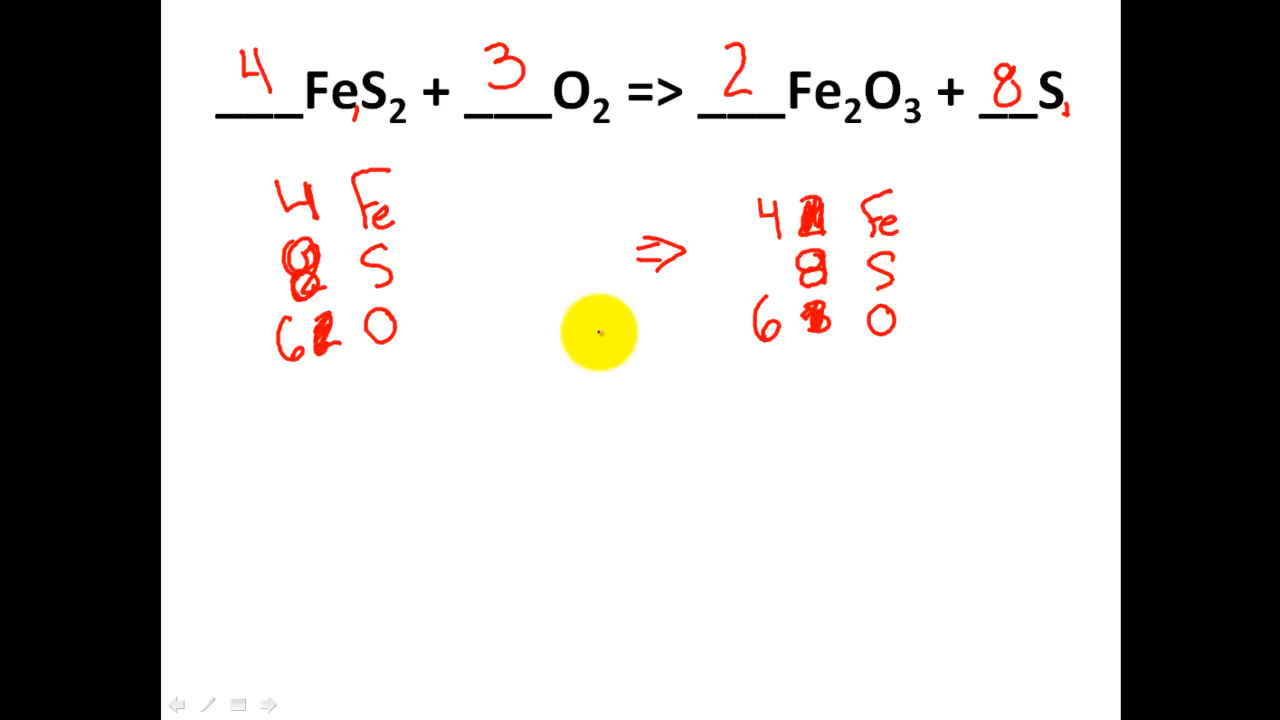 4 FeS₂ + 3 O₂ => 2 Fe₂O₃ + 8 S
4 Fe
8 S
6 O
=>
4 Fe
8 S
6 O